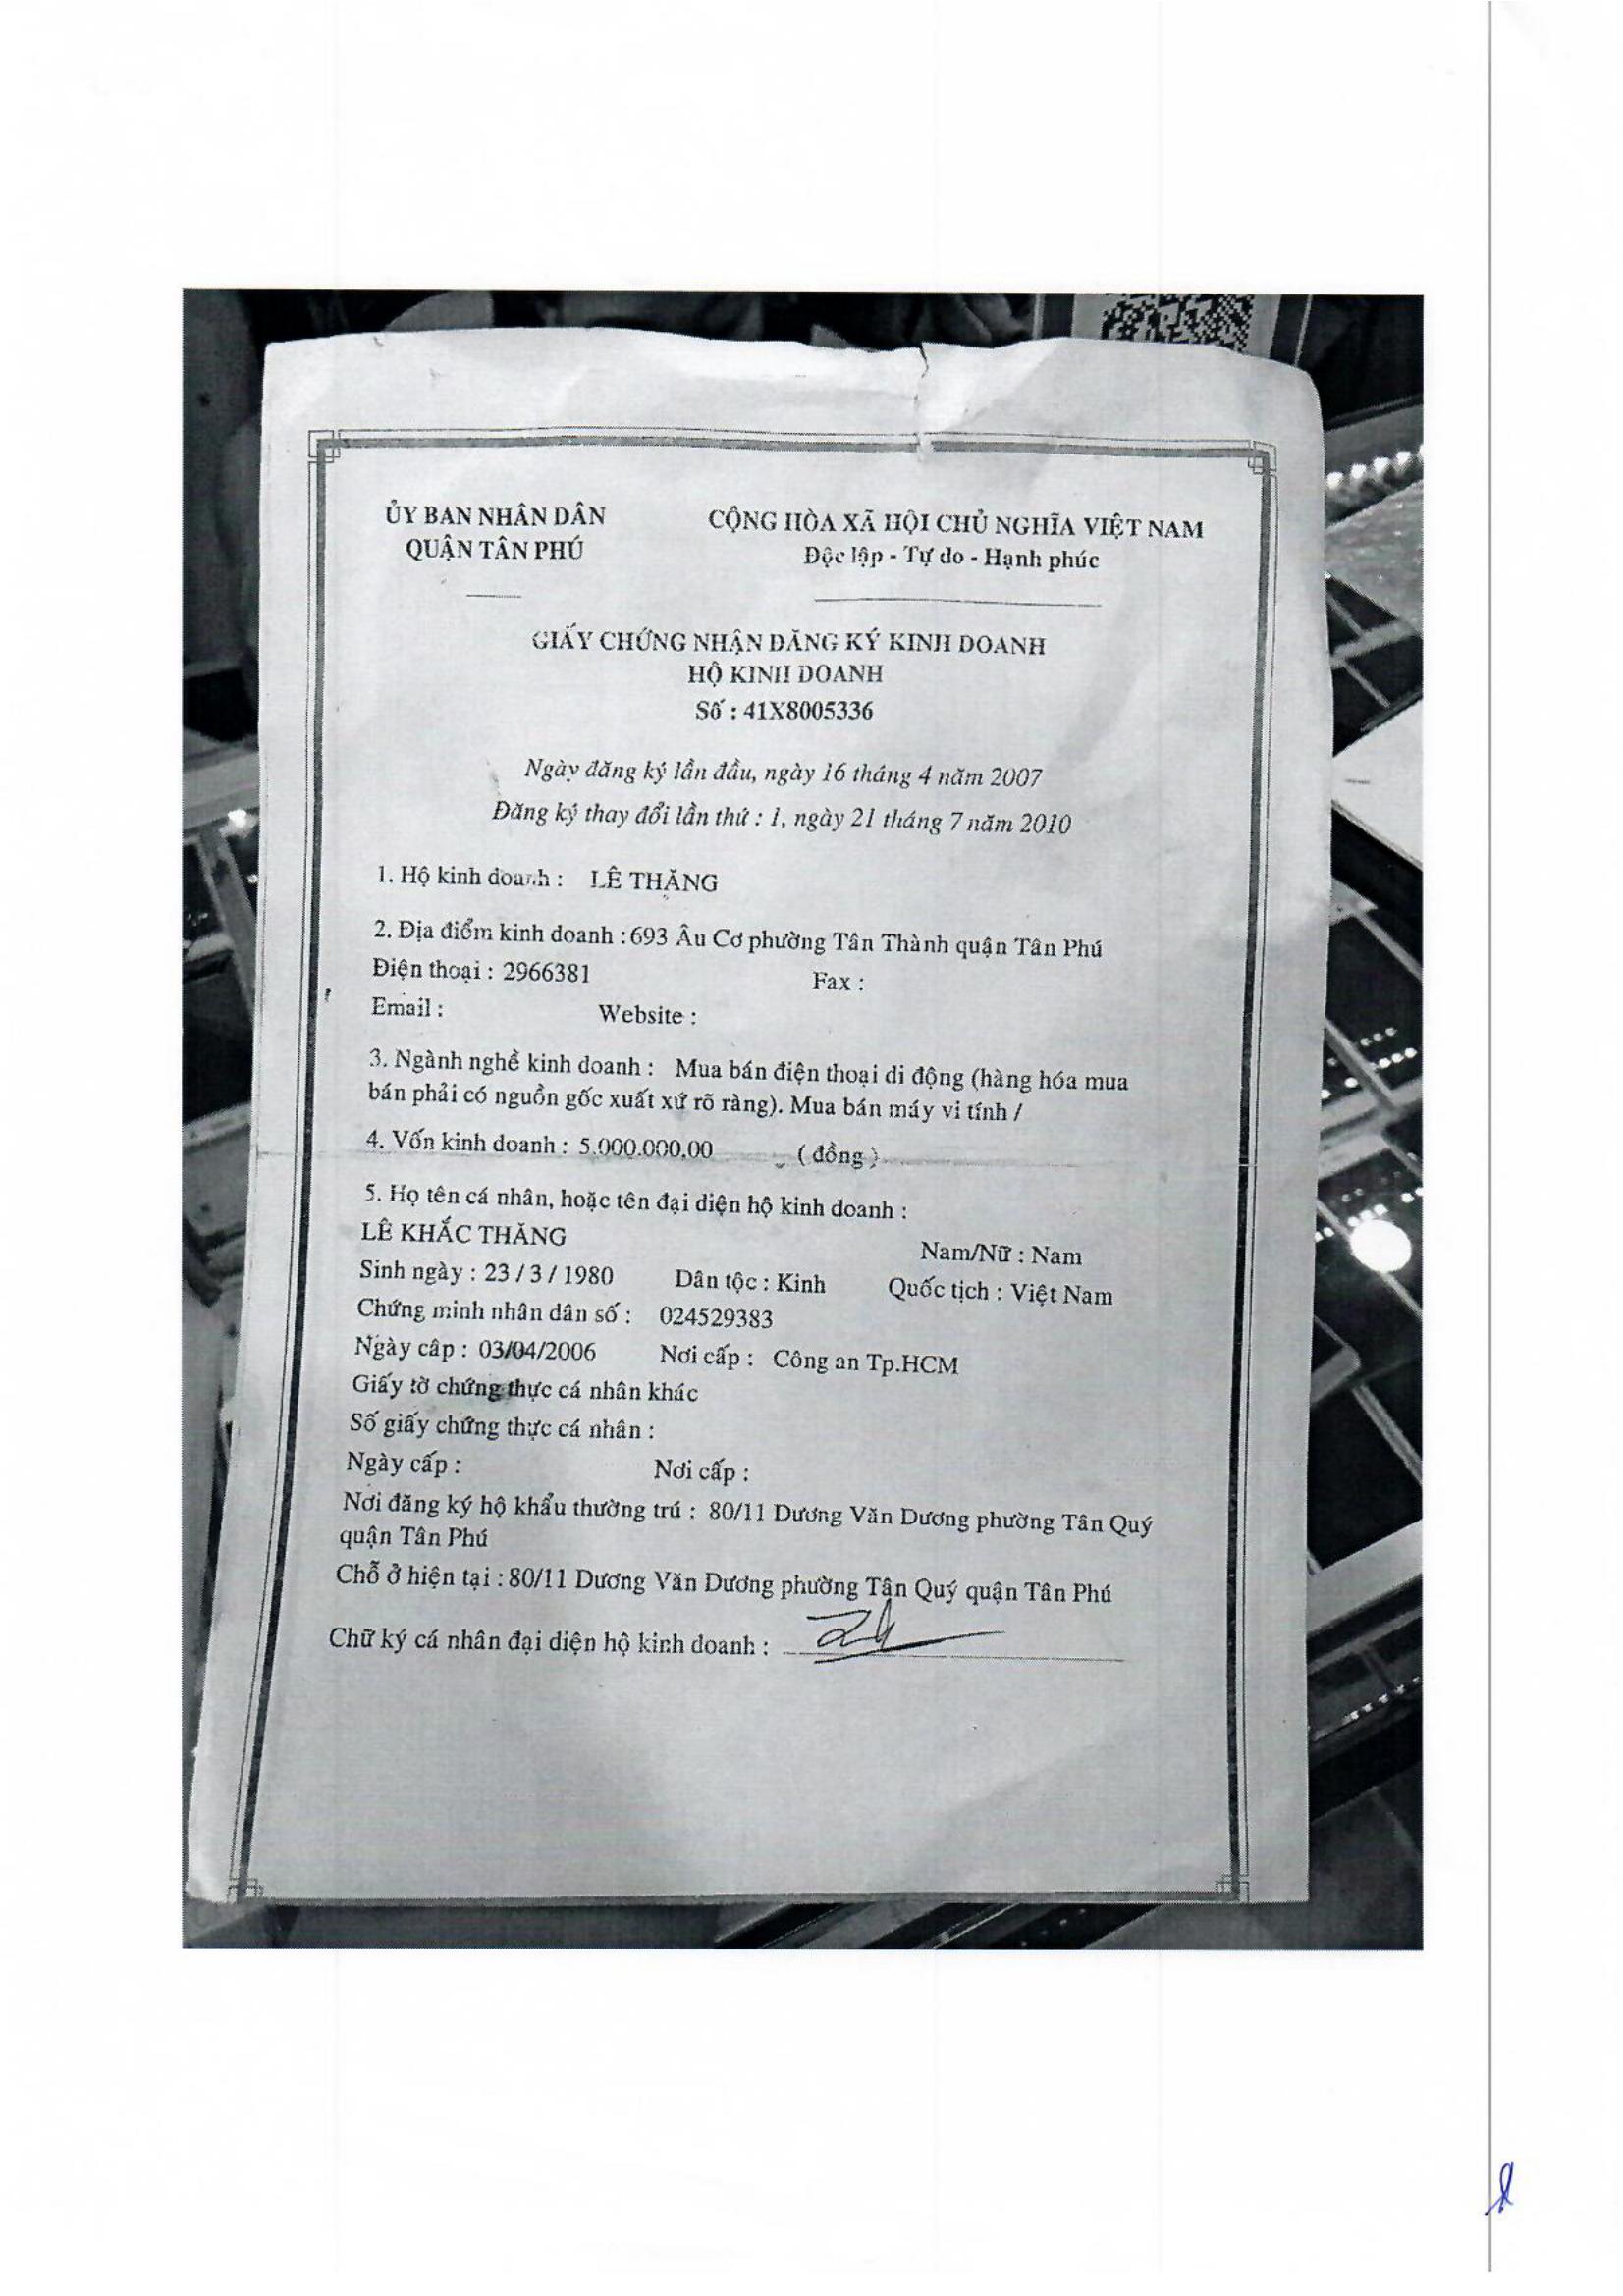 ỦY BAN NHÂN DÂN
QUẬN TÂN PHÚ
CỘNG HÒA XÃ HỘI CHỦ NGHĨA VIỆT NAM
Độc lập - Tự do - Hạnh phúc
GIẤY CHỨNG NHẬN ĐĂNG KÝ KINH DOANH
HỘ KINH DOANH
Số : 41X8005336
Ngày đăng ký lần đầu, ngày 16 tháng 4 năm 2007
Đăng ký thay đổi lần thứ : 1, ngày 21 tháng 7 năm 2010
1. Hộ kinh doanh : LÊ THẶNG
2. Địa điểm kinh doanh : 693 Âu Cơ phường Tân Thành quận Tân Phú
Điện thoại : 2966381 Fax :
Email : Website :
3. Ngành nghề kinh doanh : Mua bán điện thoại di động (hàng hóa mua
bán phải có nguồn gốc xuất xứ rõ ràng). Mua bán máy vi tính /
4. Vốn kinh doanh : 5.000.000,00 ( đồng )
5. Họ tên cá nhân, hoặc tên đại diện hộ kinh doanh :
LÊ KHẮC THĂNG Nam/Nữ : Nam
Sinh ngày : 23 / 3 / 1980 Dân tộc : Kinh Quốc tịch : Việt Nam
Chứng minh nhân dân số : 024529383
Ngày cấp : 03/04/2006 Nơi cấp : Công an Tp.HCM
Giấy tờ chứng thực cá nhân khác
Số giấy chứng thực cá nhân :
Ngày cấp : Nơi cấp :
Nơi đăng ký hộ khẩu thường trú : 80/11 Dương Văn Dương phường Tân Quý
quận Tân Phú
Chỗ ở hiện tại : 80/11 Dương Văn Dương phường Tân Quý quận Tân Phú
Chữ ký cá nhân đại diện hộ kinh doanh :